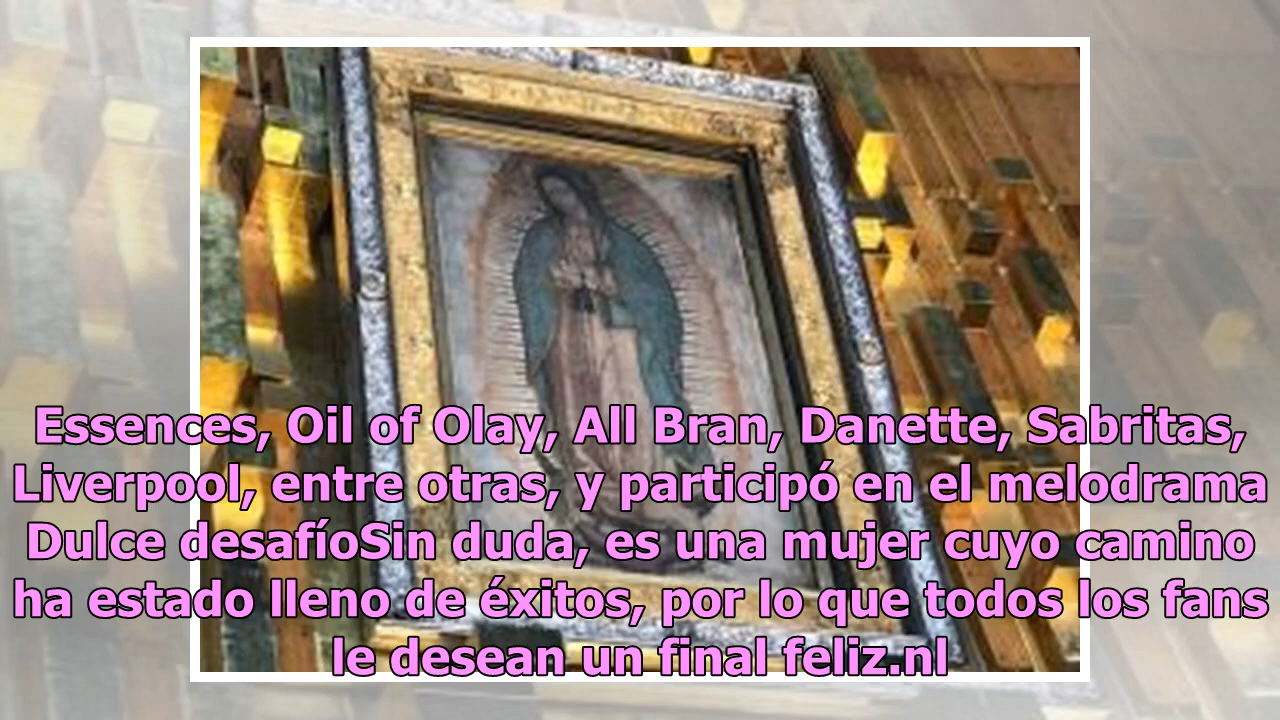 Essences, Oil of Olay, All Bran, Danette, Sabritas,
Liverpool, entre otras, y participó en el melodrama
Dulce desafíoSin duda, es una mujer cuyo camino
ha estado lleno de éxitos, por lo que todos los fans
le desean un final feliz.nl